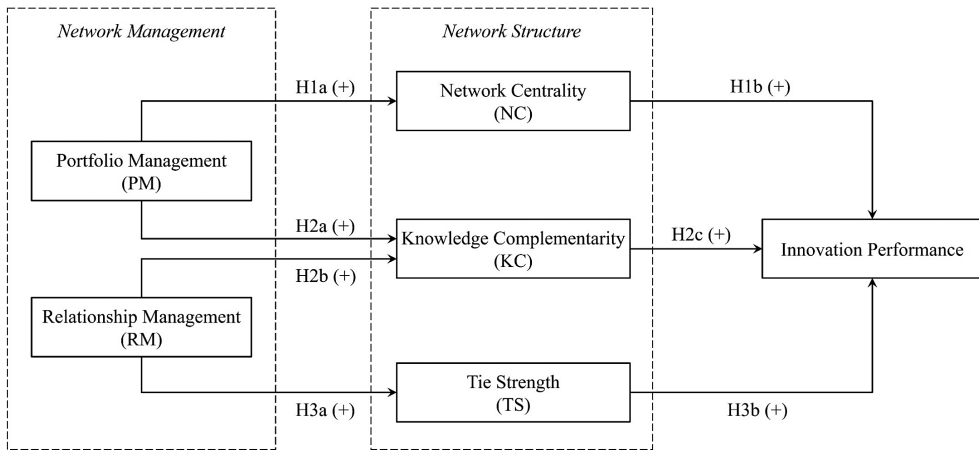 Network Management
Network Structure
H1a (+)
Network Centrality
(NC)
H1b (+)
Portfolio Management
(PM)
H2a (+)
Knowledge Complementarity
(KC)
H2c (+)
Innovation Performance
H2b (+)
Relationship Management
(RM)
H3a (+)
Tie Strength
(TS)
H3b (+)